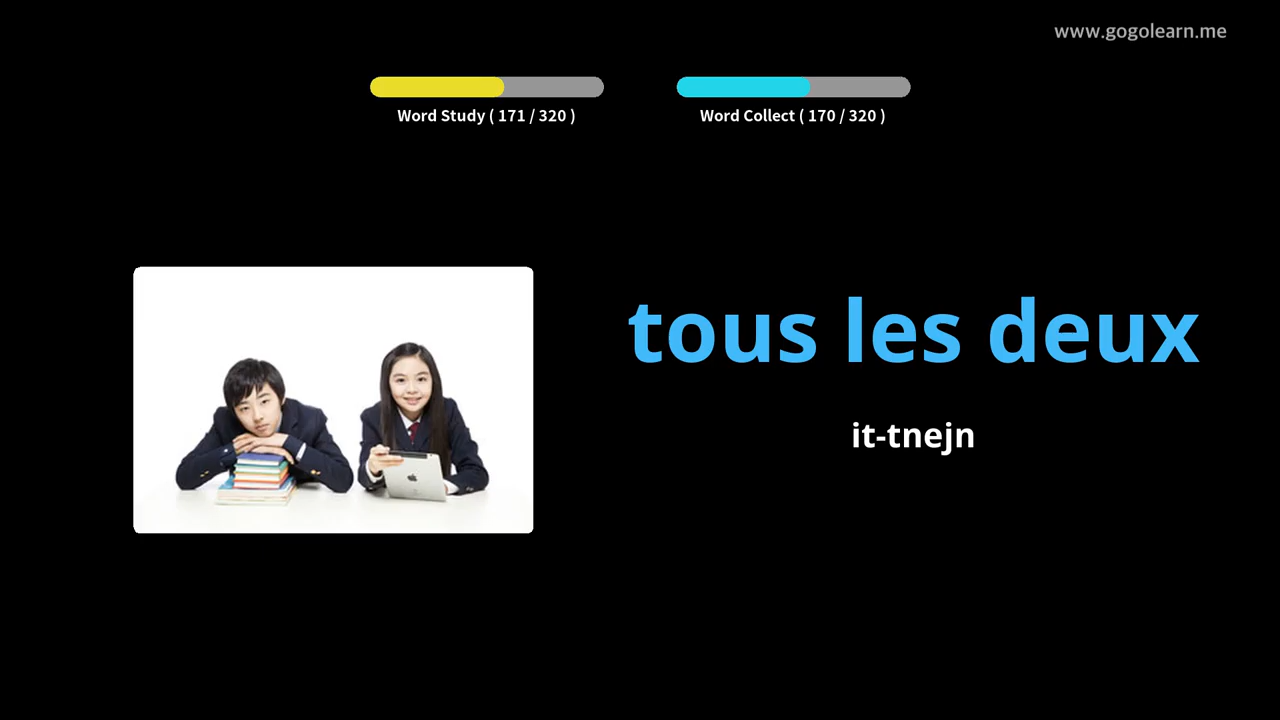 www.gogolearn.me
Word Study ( 171 / 320 )
Word Collect ( 170 / 320 )
tous les deux
it-tnejn